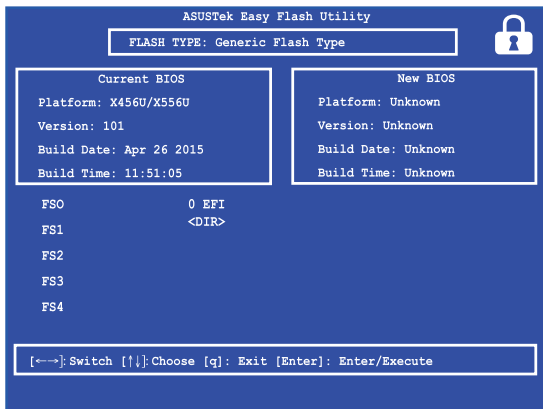 ASUSTek Easy Flash Utility
FLASH TYPE: Generic Flash Type
Current BIOS
Platform: X456U/X556U
Version: 101
Build Date: Apr 26 2015
Build Time: 11:51:05
New BIOS
Platform: Unknown
Version: Unknown
Build Date: Unknown
Build Time: Unknown
FSO 0 EFI
FS1 <DIR>
FS2
FS3
FS4
[←→]: Switch [↑↓]: Choose [q]: Exit [Enter]: Enter/Execute